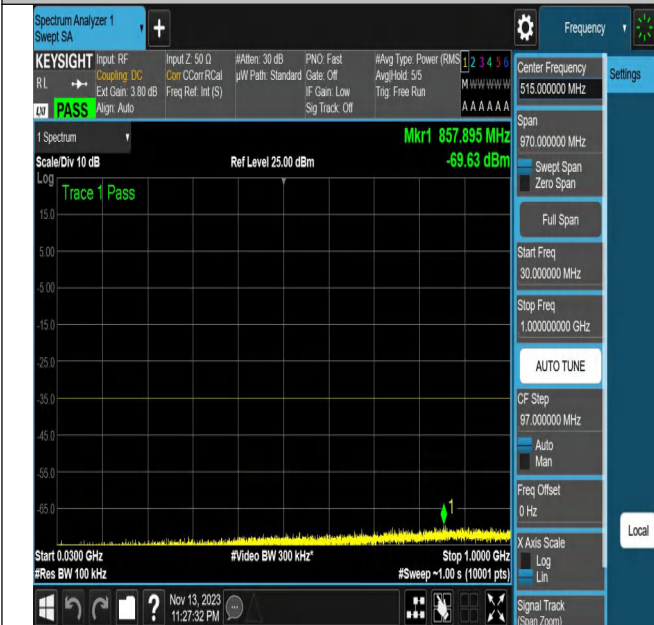 Spectrum Analyzer 1
Swept SA
+
Frequency
KEYSIGHT
RL
LXI
PASS
Input: RF
Coupling: DC
Ext Gain: 3.80 dB
Align: Auto
Input Z: 50 Ω
Corr CCorr RCal
Freq Ref: Int (S)
#Atten: 30 dB
µW Path: Standard
PNO: Fast
Gate: Off
IF Gain: Low
Sig Track: Off
#Avg Type: Power (RMS
Avg|Hold: 5/5
Trig: Free Run
1 2 3 4 5 6
M W W W W W
A A A A A A
1 Spectrum
Scale/Div 10 dB
Ref Level 25.00 dBm
Mkr1 857.895 MHz
-69.63 dBm
Log
Trace 1 Pass
15.0
5.00
-5.00
-15.0
-25.0
-35.0
-45.0
-55.0
-65.0
1
Start 0.0300 GHz
#Video BW 300 kHz*
Stop 1.0000 GHz
#Res BW 100 kHz
#Sweep ~1.00 s (10001 pts)
?
Nov 13, 2023
11:27:32 PM
Center Frequency
515.000000 MHz
Settings
Span
970.000000 MHz
Swept Span
Zero Span
Full Span
Start Freq
30.000000 MHz
Stop Freq
1.000000000 GHz
AUTO TUNE
CF Step
97.000000 MHz
Auto
Man
Freq Offset
0 Hz
Local
X Axis Scale
Log
Lin
Signal Track
(Span Zoom)